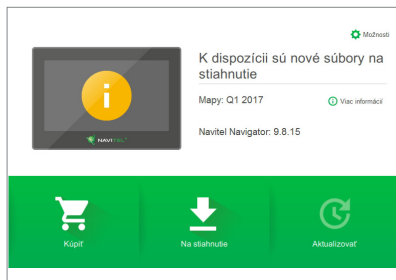 Možnosti
K dispozícii sú nové súbory na
stiahnutie
Mapy: Q1 2017
Viac informácií
Navitel Navigator: 9.8.15
NAVITEL
Kúpiť
Na stiahnutie
Aktualizovať